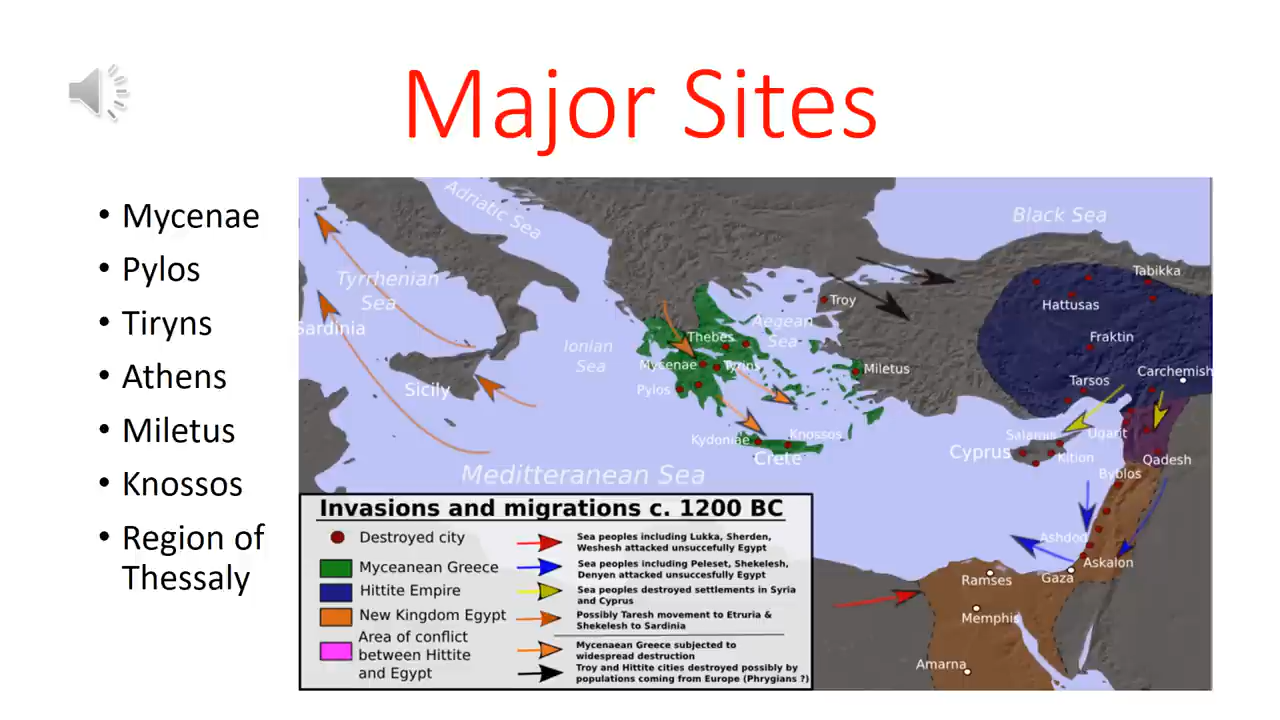 Major Sites
• Mycenae
• Pylos
• Tiryns
• Athens
• Miletus
• Knossos
• Region of
Thessaly
Adriatic Sea
Black Sea
Tyrrhenian
Sea
Tabikka
Hattusas
Troy
Sardinia
Aegean
Sea
Thebes
Fraktin
Ionian
Sea
Mycenae
Tyrins
Miletus
Carchemish
Sicily
Pylos
Tarsos
Kydoniae
Knossos
Salamis
Ugarit
Crete
Cyprus
Kition
Qadesh
Mediterranean Sea
Byblos
Ashdod
Askalon
Gaza
Ramses
Memphis
Amarna
Invasions and migrations c. 1200 BC
Destroyed city
Myceanean Greece
Hittite Empire
New Kingdom Egypt
Area of conflict
between Hittite
and Egypt
Sea peoples including Lukka, Sherden,
Weshesh attacked unsuccefully Egypt
Sea peoples including Peleset, Shekelesh,
Denyen attacked unsuccesfully Egypt
Sea peoples destroyed settlements in Syria
and Cyprus
Possibly Taresh movement to Etruria &
Shekelesh to Sardinia
Mycenaean Greece subjected to
widespread destruction
Troy and Hittite cities destroyed possibly by
populations coming from Europe (Phrygians ?)